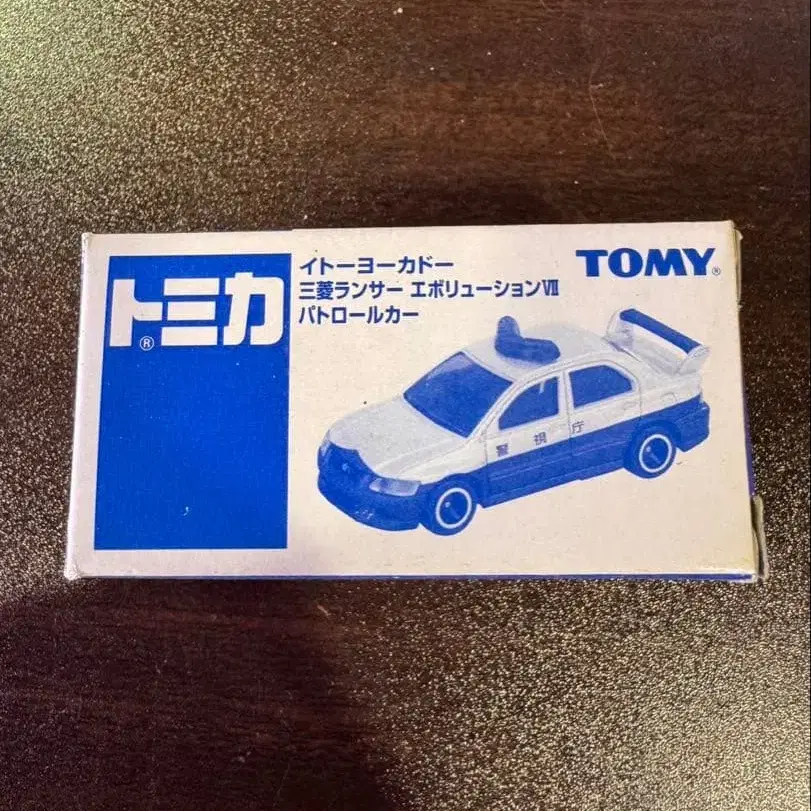 トミカ®
イトーヨーカドー
三菱ランサー エボリューションⅦ
パトロールカー
TOMY®
警視庁